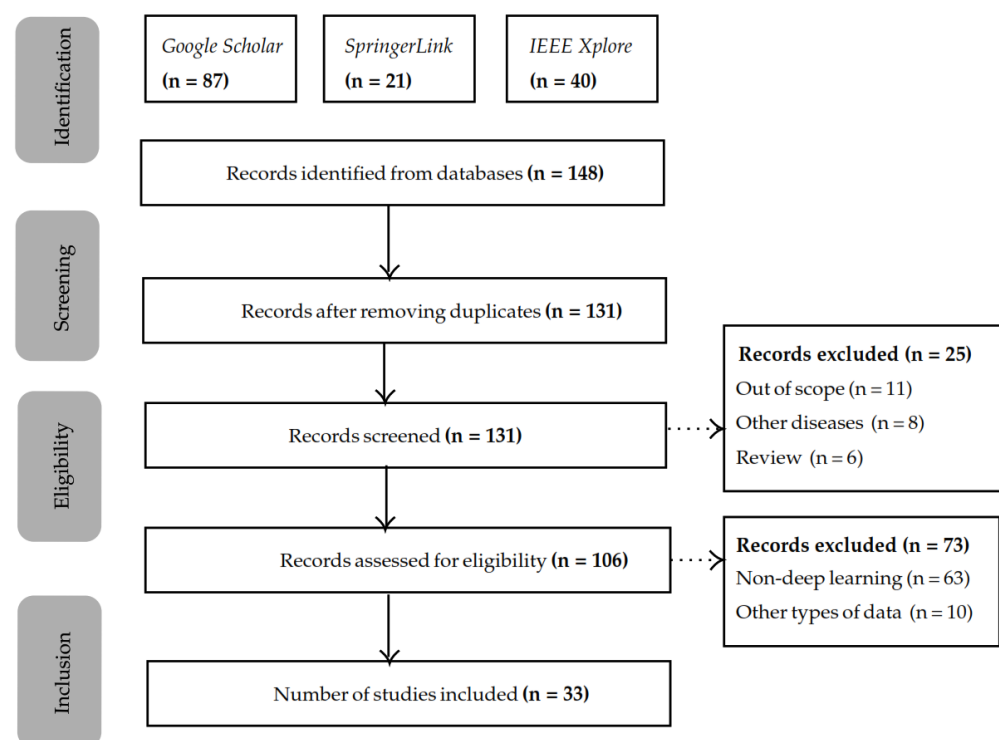 Identification
Google Scholar
(n = 87)
SpringerLink
(n = 21)
IEEE Xplore
(n = 40)
Records identified from databases (n = 148)
Screening
Records after removing duplicates (n = 131)
Eligibility
Records screened (n = 131)
Records excluded (n = 25)
Out of scope (n = 11)
Other diseases (n = 8)
Review (n = 6)
Records assessed for eligibility (n = 106)
Records excluded (n = 73)
Non-deep learning (n = 63)
Other types of data (n = 10)
Inclusion
Number of studies included (n = 33)